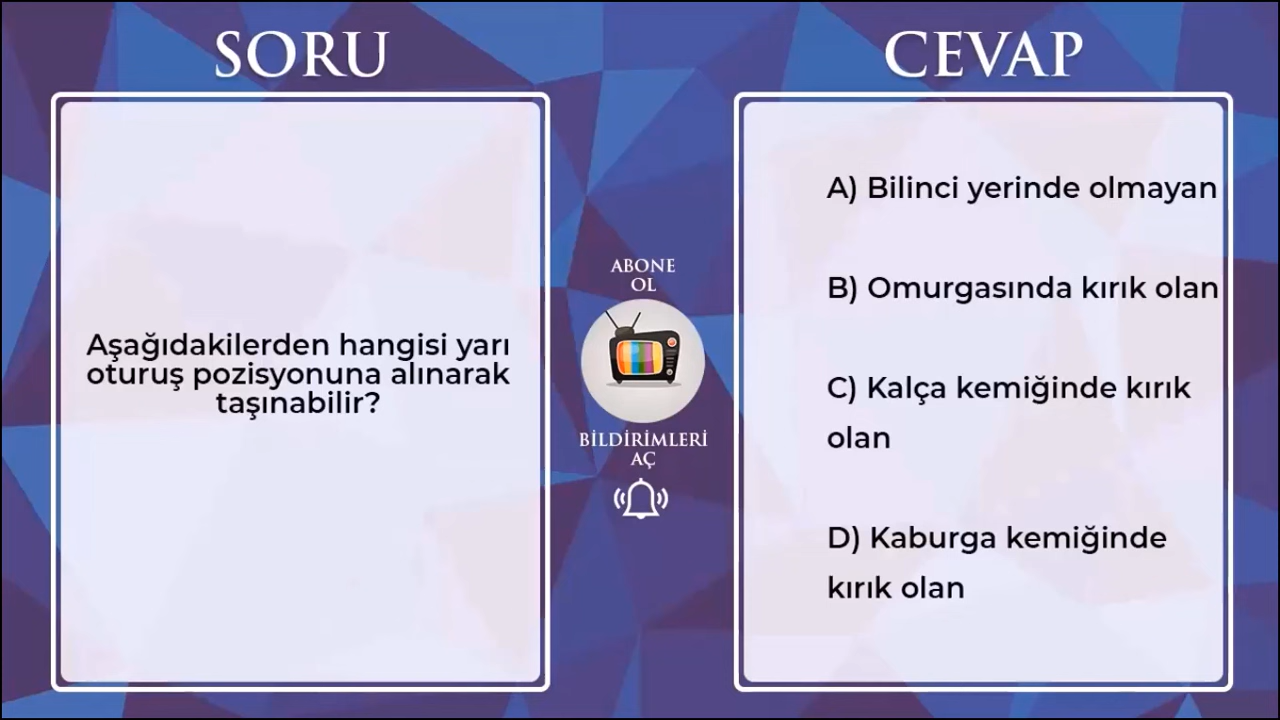 SORU
Aşağıdakilerden hangisi yarı
oturuş pozisyonuna alınarak
taşınabilir?
ABONE
OL
BİLDİRİMLERİ
AÇ
CEVAP
A) Bilinci yerinde olmayan
B) Omurgasında kırık olan
C) Kalça kemiğinde kırık
olan
D) Kaburga kemiğinde
kırık olan